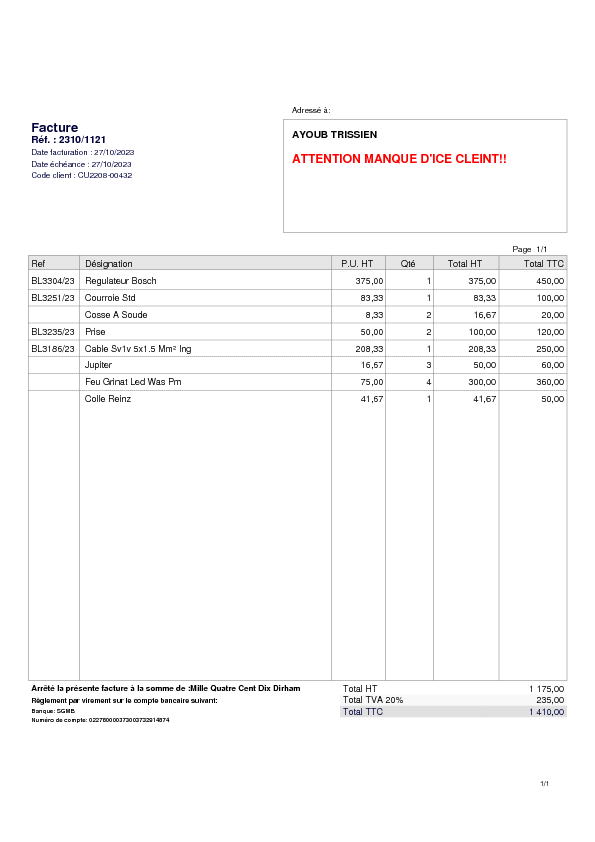 Adressé à:
Facture
Réf. : 2310/1121
Date facturation : 27/10/2023
Date échéance : 27/10/2023
Code client : CU2208-00432
AYOUB TRISSIEN
ATTENTION MANQUE D'ICE CLEINT!!
Page 1/1
Ref Désignation P.U. HT Qté Total HT Total TTC
BL3304/23 Regulateur Bosch 375,00 1 375,00 450,00
BL3251/23 Courroie Std 83,33 1 83,33 100,00
Cosse A Soude 8,33 2 16,67 20,00
BL3235/23 Prise 50,00 2 100,00 120,00
BL3186/23 Cable Sv1v 5x1.5 Mm² Ing 208,33 1 208,33 250,00
Jupiter 16,67 3 50,00 60,00
Feu Grinat Led Was Pm 75,00 4 300,00 360,00
Colle Reinz 41,67 1 41,67 50,00
Arrêté la présente facture à la somme de :Mille Quatre Cent Dix Dirham
Total HT 1 175,00
Règlement par virement sur le compte bancaire suivant:
Total TVA 20% 235,00
Banque: SGMB
Total TTC 1 410,00
Numéro de compte:
1/1